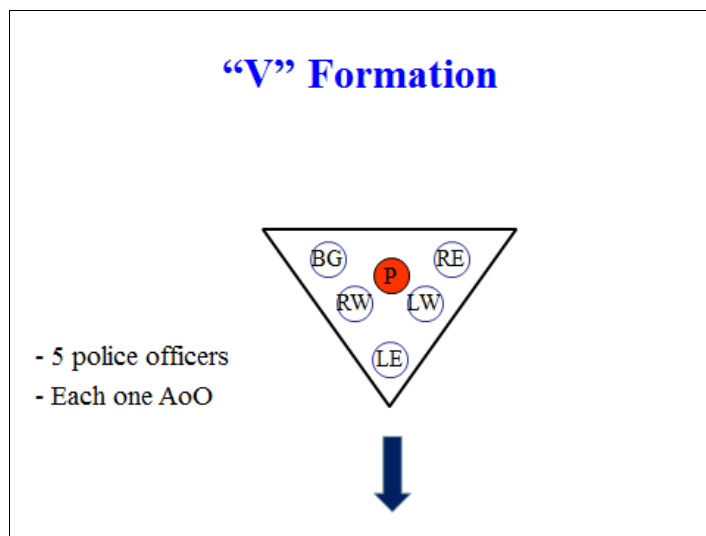 “V” Formation
BG P RE
RW LW
LE
- 5 police officers
- Each one AoO